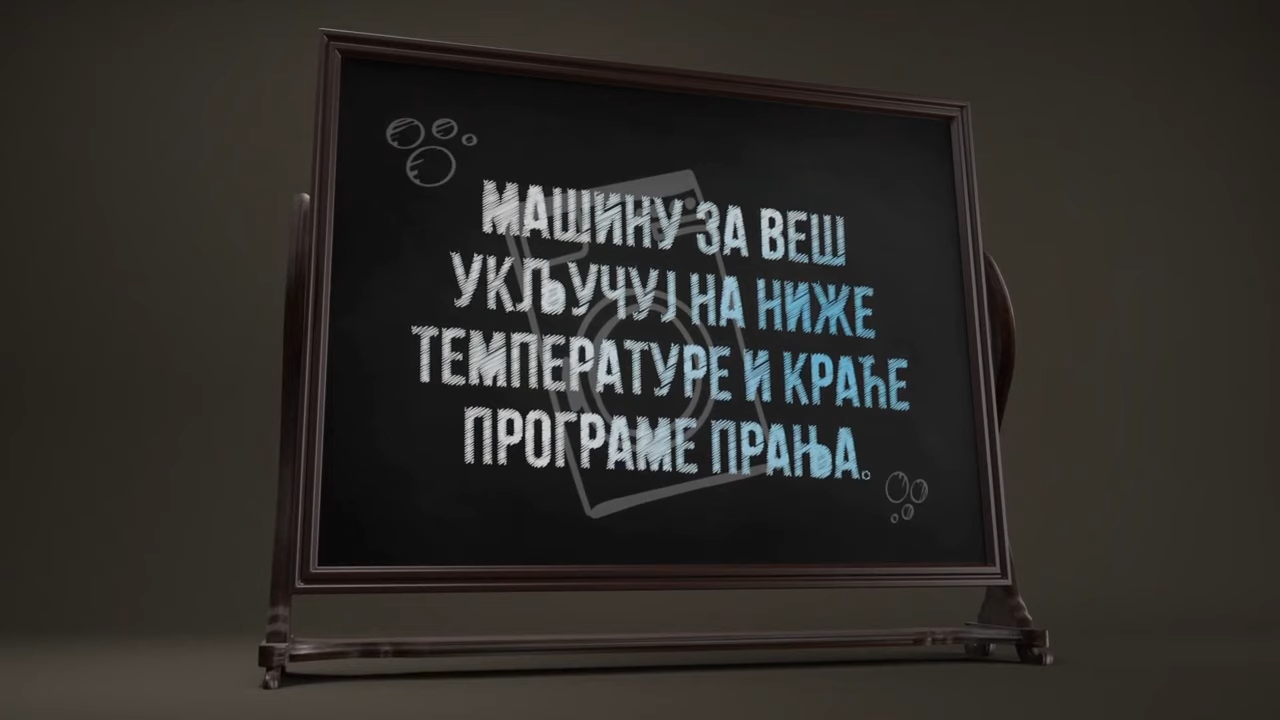 МАШИНУ ЗА ВЕШ
УКЉУЧУЈ НА НИЖЕ
ТЕМПЕРАТУРЕ И КРАЋЕ
ПРОГРАМЕ ПРАЊА.